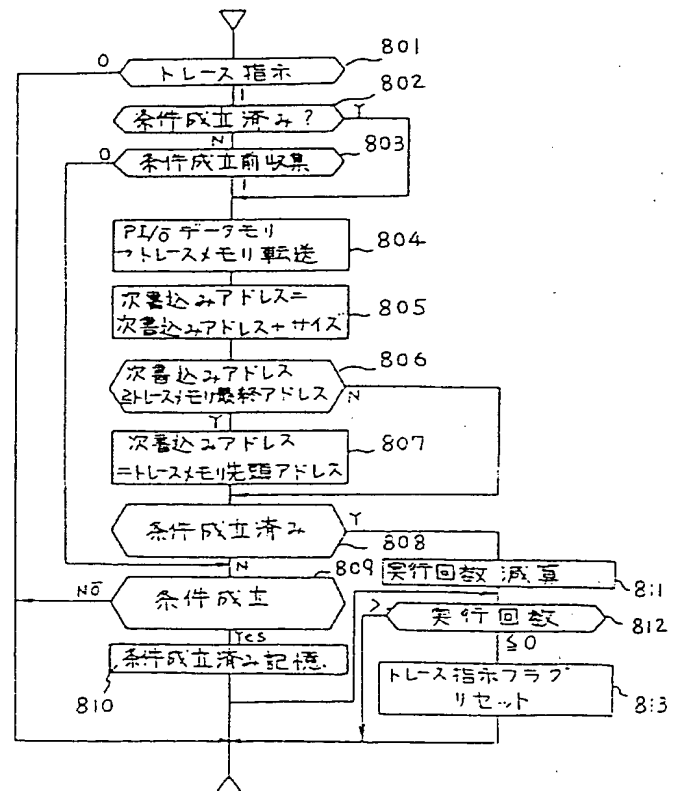 801
0
トレース指示
1
802
条件成立済み?
Y
N
803
0
条件成立前収集
1
PI/Oデータメモリ
→トレースメモリ転送
804
次書込みアドレス=
次書込みアドレス+サイズ
805
806
次書込みアドレス
≧トレースメモリ最終アドレス
N
Y
807
次書込みアドレス
=トレースメモリ先頭アドレス
条件成立済み
Y
808
N
809
NO
条件成立
実行回数 減算
811
>
実行回数
812
Yes
≦0
条件成立済み記憶.
810
トレース指示フラグ
リセット
813